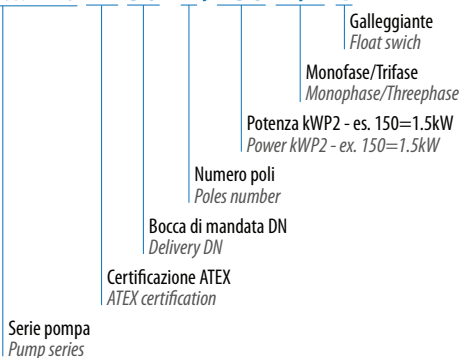 Galleggiante
Float swich
Monofase/Trifase
Monophase/Threephase
Potenza kWP2 - es. 150=1.5kW
Power kWP2 - ex. 150=1.5kW
Numero poli
Poles number
Bocca di mandata DN
Delivery DN
Certificazione ATEX
ATEX certification
Serie pompa
Pump series